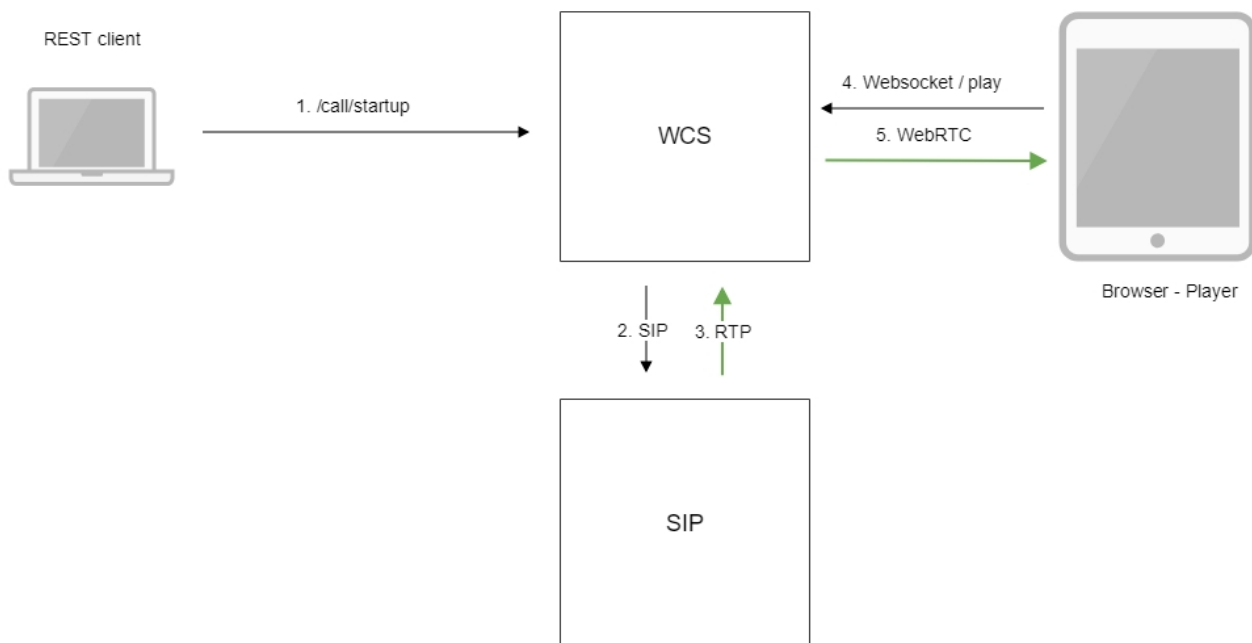 REST client
1. /call/startup
WCS
4. Websocket / play
5. WebRTC
Browser - Player
2. SIP
3. RTP
SIP